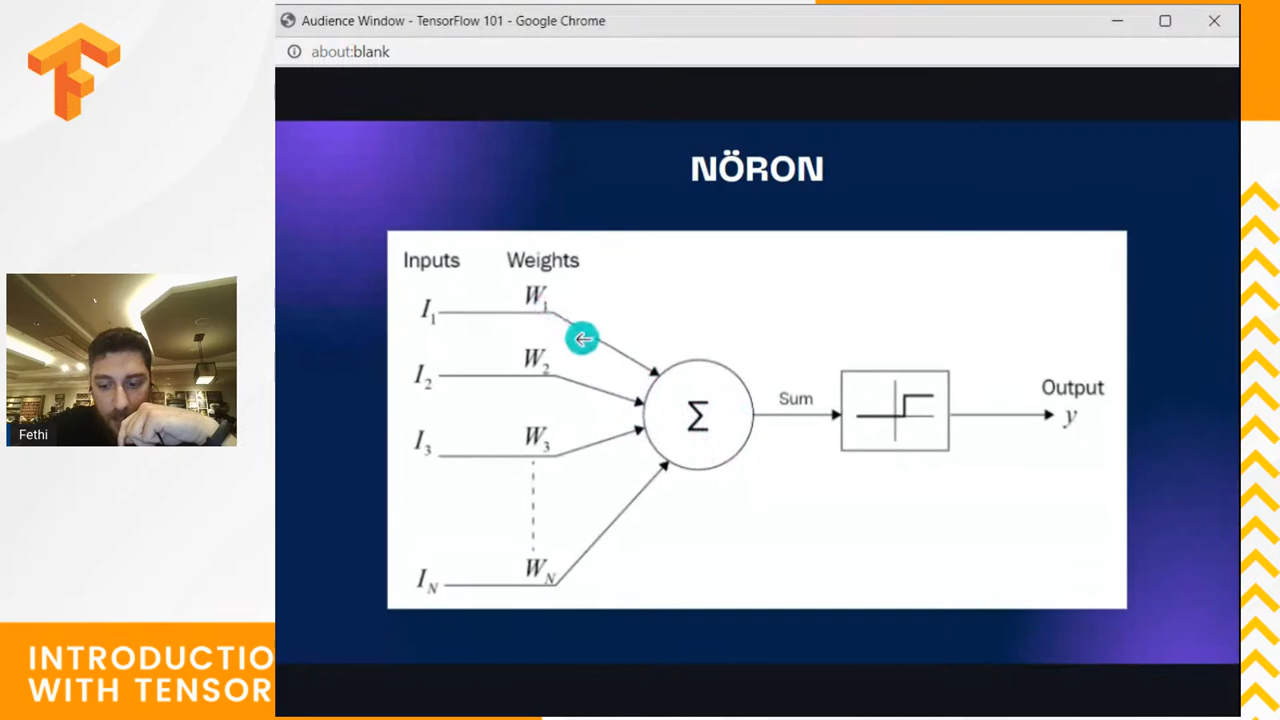 Audience Window - TensorFlow 101 - Google Chrome
about:blank
NÖRON
Inputs Weights
I1 W1
I2 W2
I3 W3
IN WN
Σ
Sum
Output
y
Fethi
INTRODUCTIO
WITH TENSOR